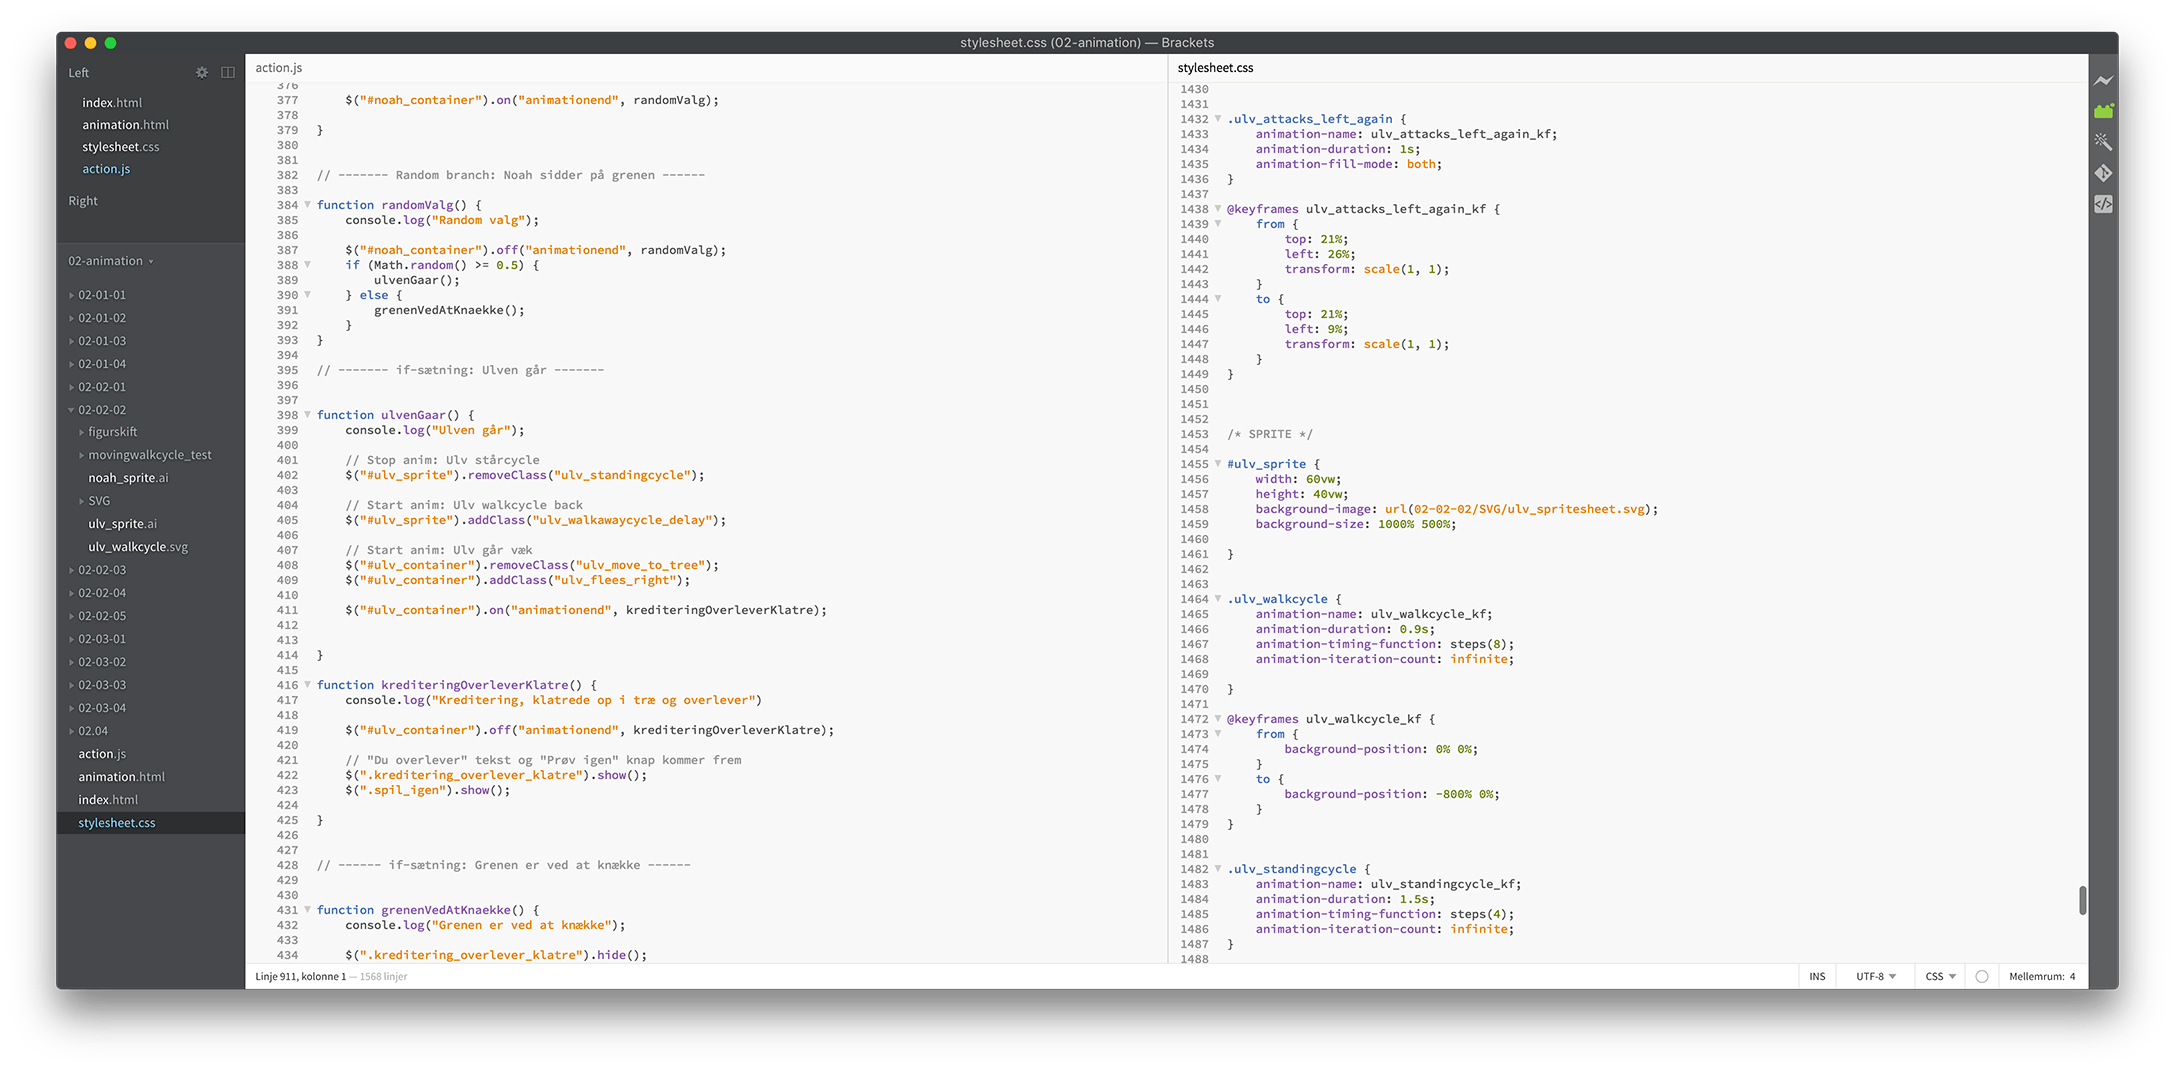 stylesheet.css (02-animation) — Brackets
Left
index.html
animation.html
stylesheet.css
action.js
Right
02-animation
02-01-01
02-01-02
02-01-03
02-01-04
02-02-01
02-02-02
figurskift
movingwalkcycle_test
noah_sprite.ai
SVG
ulv_sprite.ai
ulv_walkcycle.svg
02-02-03
02-02-04
02-02-05
02-03-01
02-03-02
02-03-03
02-03-04
02.04
action.js
animation.html
index.html
stylesheet.css
action.js
376
377     $("#noah_container").on("animationend", randomValg);
378
379 }
380
381
382 // ------- Random branch: Noah sidder på grenen ------
383
384 function randomValg() {
385     console.log("Random valg");
386
387     $("#noah_container").off("animationend", randomValg);
388     if (Math.random() >= 0.5) {
389         ulvenGaar();
390     } else {
391         grenenVedAtKnaekke();
392     }
393 }
394
395 // ------- if-sætning: Ulven går -------
396
397
398 function ulvenGaar() {
399     console.log("Ulven går");
400
401     // Stop anim: Ulv stårcycle
402     $("#ulv_sprite").removeClass("ulv_standingcycle");
403
404     // Start anim: Ulv walkcycle back
405     $("#ulv_sprite").addClass("ulv_walkawaycycle_delay");
406
407     // Start anim: Ulv går væk
408     $("#ulv_container").removeClass("ulv_move_to_tree");
409     $("#ulv_container").addClass("ulv_flees_right");
410
411     $("#ulv_container").on("animationend", krediteringOverleverKlatre);
412
413
414 }
415
416 function krediteringOverleverKlatre() {
417     console.log("Kreditering, klatrede op i træ og overlever")
418
419     $("#ulv_container").off("animationend", krediteringOverleverKlatre);
420
421     // "Du overlever" tekst og "Prøv igen" knap kommer frem
422     $(".kreditering_overlever_klatre").show();
423     $(".spil_igen").show();
424
425 }
426
427
428 // ------ if-sætning: Grenen er ved at knække ------
429
430
431 function grenenVedAtKnaekke() {
432     console.log("Grenen er ved at knække");
433
434     $(".kreditering_overlever_klatre").hide();
stylesheet.css
1430
1431
1432 .ulv_attacks_left_again {
1433     animation-name: ulv_attacks_left_again_kf;
1434     animation-duration: 1s;
1435     animation-fill-mode: both;
1436 }
1437
1438 @keyframes ulv_attacks_left_again_kf {
1439     from {
1440         top: 21%;
1441         left: 26%;
1442         transform: scale(1, 1);
1443     }
1444     to {
1445         top: 21%;
1446         left: 9%;
1447         transform: scale(1, 1);
1448     }
1449 }
1450
1451
1452
1453 /* SPRITE */
1454
1455 #ulv_sprite {
1456     width: 60vw;
1457     height: 40vw;
1458     background-image: url(02-02-02/SVG/ulv_spritesheet.svg);
1459     background-size: 1000% 500%;
1460
1461 }
1462
1463
1464 .ulv_walkcycle {
1465     animation-name: ulv_walkcycle_kf;
1466     animation-duration: 0.9s;
1467     animation-timing-function: steps(8);
1468     animation-iteration-count: infinite;
1469
1470 }
1471
1472 @keyframes ulv_walkcycle_kf {
1473     from {
1474         background-position: 0% 0%;
1475     }
1476     to {
1477         background-position: -800% 0%;
1478     }
1479 }
1480
1481
1482 .ulv_standingcycle {
1483     animation-name: ulv_standingcycle_kf;
1484     animation-duration: 1.5s;
1485     animation-timing-function: steps(4);
1486     animation-iteration-count: infinite;
1487 }
1488
Linje 911, kolonne 1 — 1568 linjer
INS UTF-8 CSS Mellemrum: 4